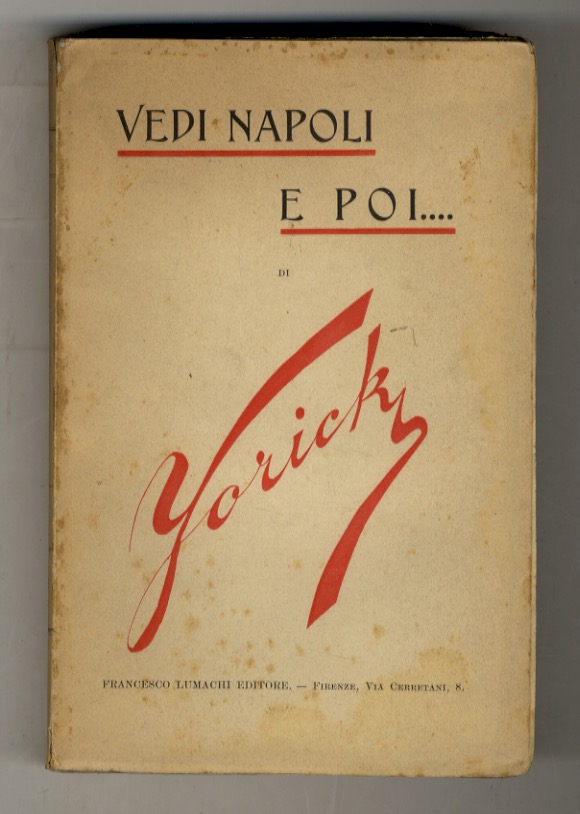 VEDI NAPOLI
E POI....
DI
Yorick
FRANCESCO LUMACHI EDITORE. — FIRENZE, VIA CERRETANI, 8.